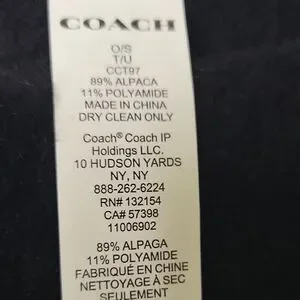 COACH
O/S
T/U
CCT97
89% ALPACA
11% POLYAMIDE
MADE IN CHINA
DRY CLEAN ONLY
Coach® Coach IP
Holdings LLC.
10 HUDSON YARDS
NY, NY
888-262-6224
RN# 132154
CA# 57398
11006902
89% ALPAGA
11% POLYAMIDE
FABRIQUÉ EN CHINE
NETTOYAGE À SEC
SEULEMENT